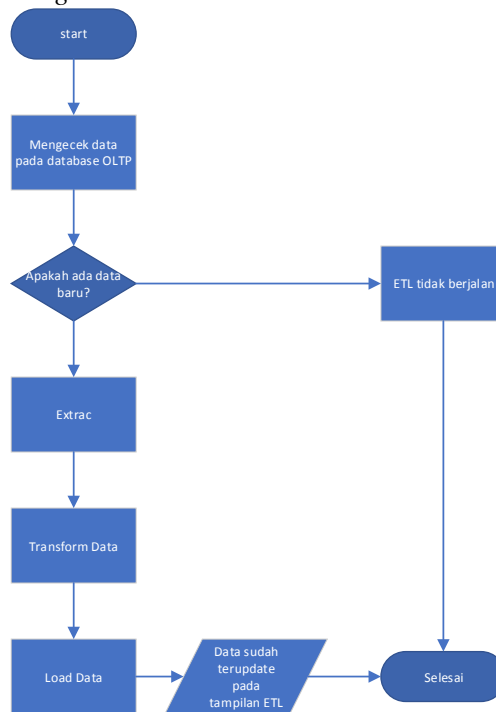 start
Mengecek data
pada database OLTP
Apakah ada data
baru?
ETL tidak berjalan
Extrac
Transform Data
Load Data
Data sudah
terupdate
pada
tampilan ETL
Selesai